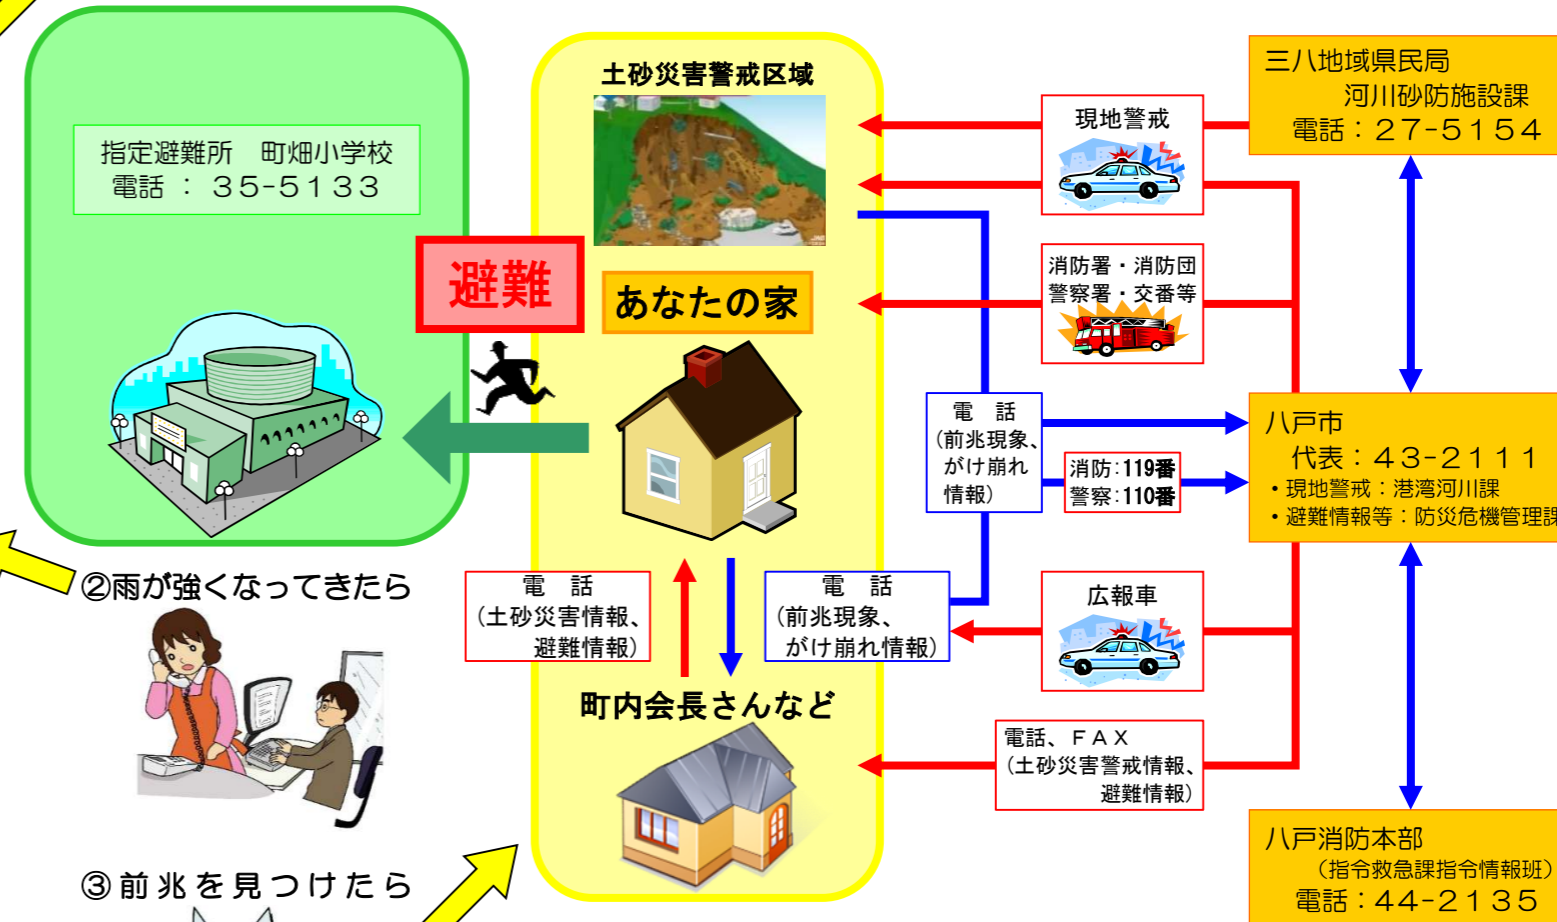 指定避難所　町畑小学校
電話 ： ３５-５１３３
避難
土砂災害警戒区域
あなたの家
電　話
（土砂災害情報、
避難情報）
電　話
（前兆現象、
がけ崩れ情報）
町内会長さんなど
現地警戒
消防署・消防団
警察署・交番等
電　話
（前兆現象、
がけ崩れ
情報）
消防：119番
警察：110番
広報車
電話、ＦＡＸ
（土砂災害警戒情報、
避難情報）
三八地域県民局
河川砂防施設課
電話：２７-５１５４
八戸市
代表：４３-２１１１
・現地警戒：港湾河川課
・避難情報等：防災危機管理課
八戸消防本部
（指令救急課指令情報班）
電話：４４-２１３５
②雨が強くなってきたら
③前兆を見つけたら